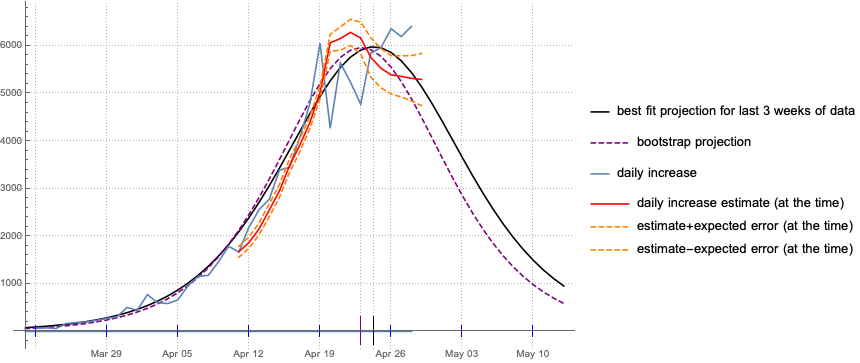 6000
5000
4000
3000
2000
1000
Mar 29 Apr 05 Apr 12 Apr 19 Apr 26 May 03 May 10
best fit projection for last 3 weeks of data
bootstrap projection
daily increase
daily increase estimate (at the time)
estimate+expected error (at the time)
estimate−expected error (at the time)